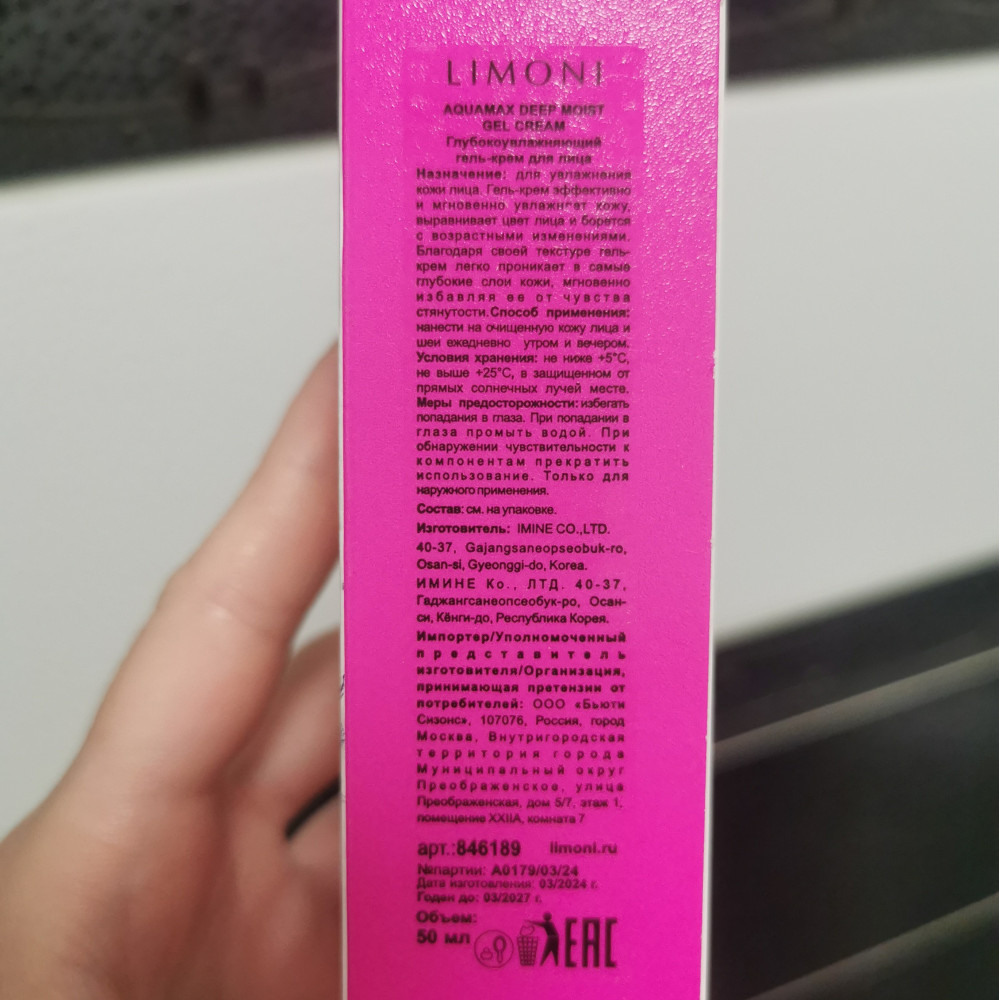 LIMONI
AQUAMAX DEEP MOIST
GEL CREAM
Глубокоувлажняющий
гель-крем для лица
Назначение: для увлажнения
кожи лица. Гель-крем эффективно
и мгновенно увлажняет кожу,
выравнивает цвет лица и борется
с возрастными изменениями.
Благодаря своей текстуре гель-
крем легко проникает в самые
глубокие слои кожи, мгновенно
избавляя ее от чувства
стянутости. Способ применения:
нанести на очищенную кожу лица и
шеи ежедневно утром и вечером.
Условия хранения: не ниже +5°C,
не выше +25°C, в защищенном от
прямых солнечных лучей месте.
Меры предосторожности: избегать
попадания в глаза. При попадании в
глаза промыть водой. При
обнаружении чувствительности к
компонентам прекратить
использование. Только для
наружного применения.
Состав: см. на упаковке.
Изготовитель: IMINE CO.,LTD.
40-37, Gajangsaneopseobuk-ro,
Osan-si, Gyeonggi-do, Korea.
ИМИНЕ Ко., ЛТД. 40-37,
Гаджангсанеопсеобук-ро, Осан-
си, Кёнги-до, Республика Корея.
Импортер/Уполномоченный
представитель
изготовителя/Организация,
принимающая претензии от
потребителей: ООО «Бьюти
Сизонс», 107076, Россия, город
Москва, Внутригородская
территория города
Муниципальный округ
Преображенское, улица
Преображенская, дом 5/7, этаж 1,
помещение XXIIA, комната 7
арт.:846189 limoni.ru
№партии: A0179/03/24
Дата изготовления: 03/2024 г.
Годен до: 03/2027 г.
Объем:
50 мл
EAC